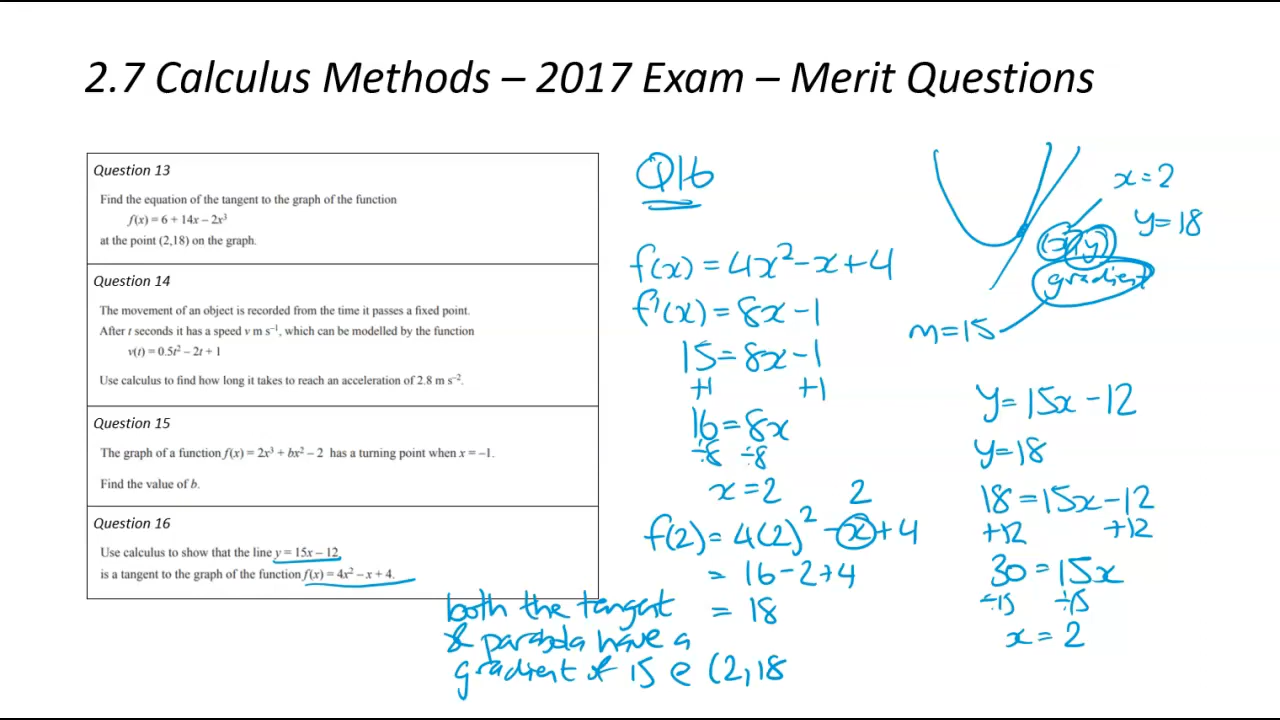 2.7 Calculus Methods – 2017 Exam – Merit Questions
Question 13
Find the equation of the tangent to the graph of the function
f(x) = 6 + 14x – 2x³
at the point (2,18) on the graph.
Question 14
The movement of an object is recorded from the time it passes a fixed point.
After t seconds it has a speed v m s⁻¹, which can be modelled by the function
v(t) = 0.5t² – 2t + 1
Use calculus to find how long it takes to reach an acceleration of 2.8 m s⁻².
Question 15
The graph of a function f(x) = 2x³ + bx² – 2 has a turning point when x = –1.
Find the value of b.
Question 16
Use calculus to show that the line y = 15x – 12
is a tangent to the graph of the function f(x) = 4x² – x + 4.
both the tangent
& parabola have a
gradient of 15 @ (2,18
Q16
f(x) = 4x² - x + 4
f'(x) = 8x - 1
15 = 8x - 1
+1 +1
16 = 8x
÷8 ÷8
x = 2
2
f(2) = 4(2)² - x + 4
= 16 - 2 + 4
= 18
x = 2
y = 18
(x,y)
gradient
m = 15
y = 15x - 12
y = 18
18 = 15x - 12
+12 +12
30 = 15x
÷15 ÷15
x = 2